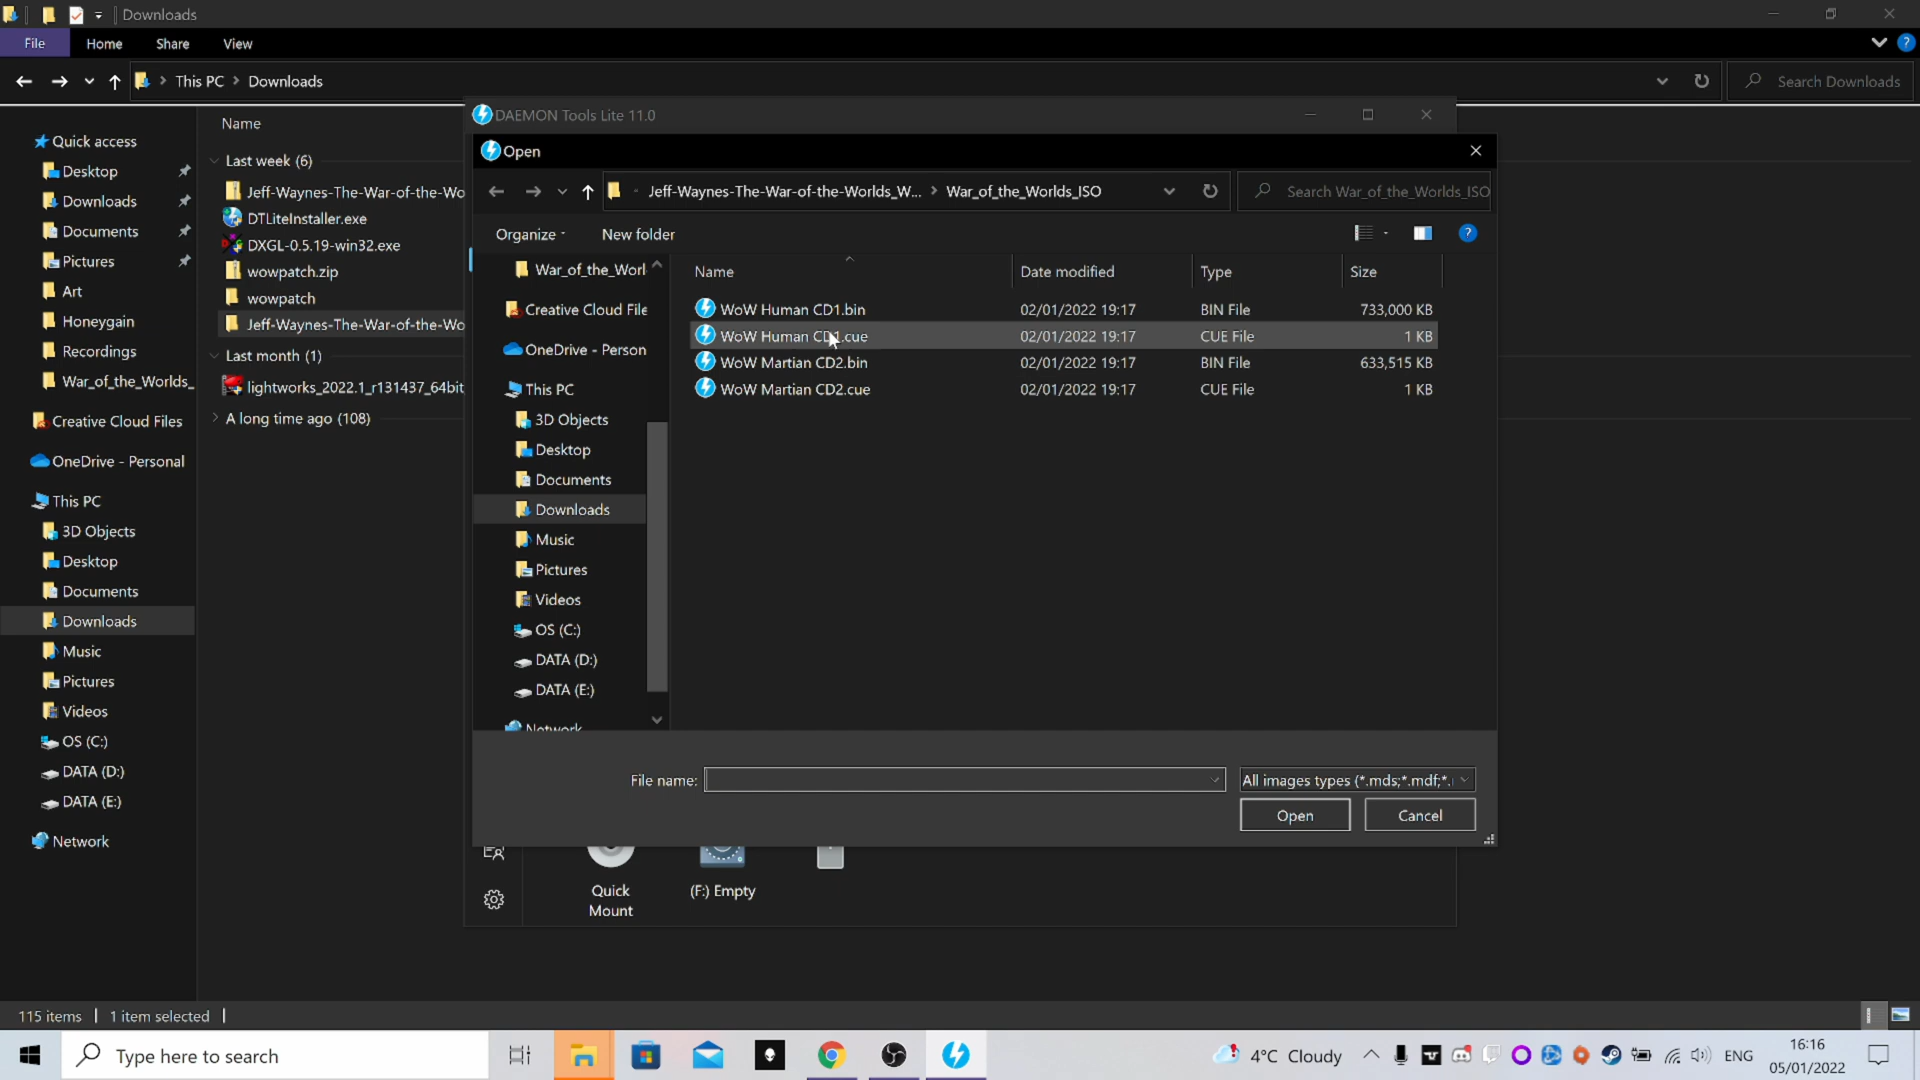 Downloads
File
Home
Share
View
This PC
Downloads
Search Downloads
Name
Quick access
Desktop
Downloads
Documents
Pictures
Art
Honeygain
Recordings
War_of_the_Worlds_
Creative Cloud Files
OneDrive - Personal
This PC
3D Objects
Desktop
Documents
Downloads
Music
Pictures
Videos
OS (C:)
DATA (D:)
DATA (E:)
Network
Last week (6)
Jeff-Waynes-The-War-of-the-Wo
DTLiteInstaller.exe
DXGL-0.5.19-win32.exe
wowpatch.zip
wowpatch
Jeff-Waynes-The-War-of-the-Wo
Last month (1)
lightworks_2022.1_r131437_64bit
A long time ago (108)
DAEMON Tools Lite 11.0
Open
Jeff-Waynes-The-War-of-the-Worlds_W...
War_of_the_Worlds_ISO
Search War_of_the_Worlds_ISO
Organize
New folder
War_of_the_Worl
Creative Cloud File
OneDrive - Person
This PC
3D Objects
Desktop
Documents
Downloads
Music
Pictures
Videos
OS (C:)
DATA (D:)
DATA (E:)
Network
Name Date modified Type Size
WoW Human CD1.bin 02/01/2022 19:17 BIN File 733,000 KB
WoW Human CD1.cue 02/01/2022 19:17 CUE File 1 KB
WoW Martian CD2.bin 02/01/2022 19:17 BIN File 633,515 KB
WoW Martian CD2.cue 02/01/2022 19:17 CUE File 1 KB
File name:
All images types (*.mds;*.mdf;*.
Open
Cancel
Quick
Mount
(F:) Empty
115 items
1 item selected
Type here to search
4°C Cloudy
ENG
16:16
05/01/2022